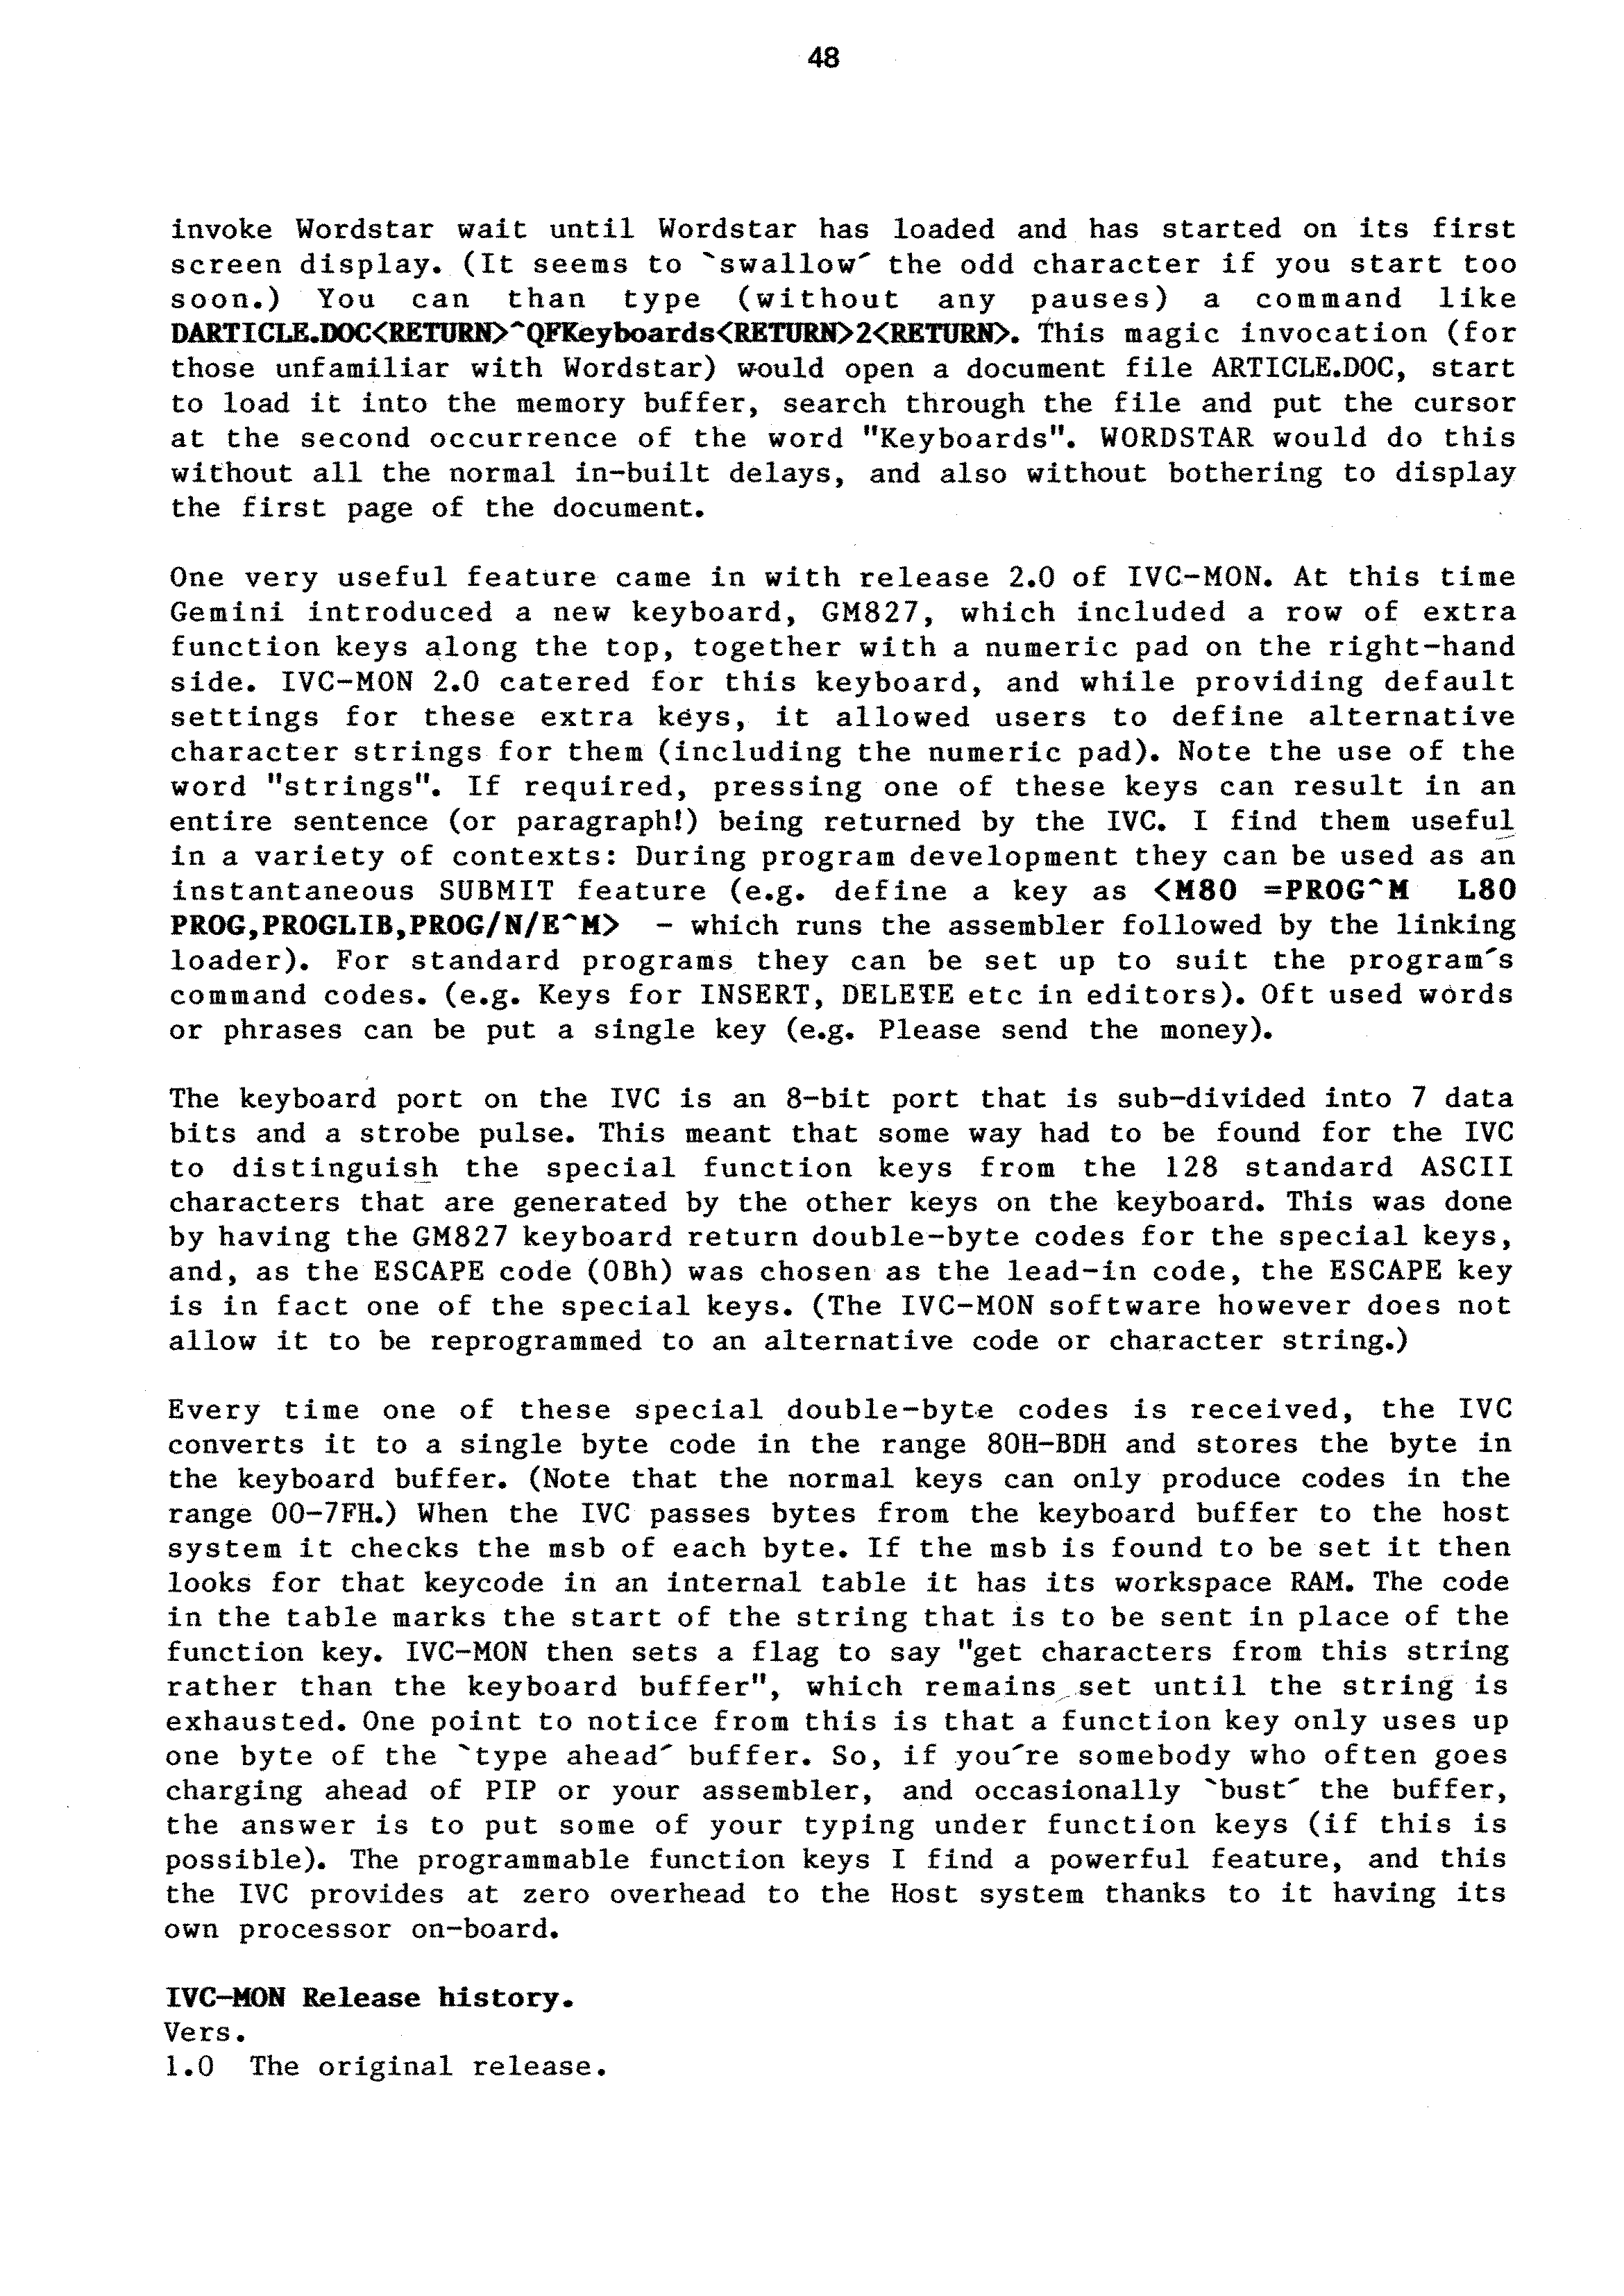 48
invoke Wordstar wait until Wordstar has loaded and has started on its first
screen display. (It seems to `swallow´ the odd character if you start too
soon.) You can than type (without any pauses) a command like
DARTICLE.DOC<RETURN>^QFKeyboards<RETURN>2<RETURN>. This magic invocation (for
those unfamiliar with Wordstar) would open a document file ARTICLE.DOC, start
to load it into the memory buffer, search through the file and put the cursor
at the second occurrence of the word "Keyboards". WORDSTAR would do this
without all the normal in-built delays, and also without bothering to display
the first page of the document.
One very useful feature came in with release 2.0 of IVC-MON. At this time
Gemini introduced a new keyboard, GM827, which included a row of extra
function keys along the top, together with a numeric pad on the right-hand
side. IVC-MON 2.0 catered for this keyboard, and while providing default
settings for these extra keys, it allowed users to define alternative
character strings for them (including the numeric pad). Note the use of the
word "strings". If required, pressing one of these keys can result in an
entire sentence (or paragraph!) being returned by the IVC. I find them useful
in a variety of contexts: During program development they can be used as an
instantaneous SUBMIT feature (e.g. define a key as <M80 =PROG^M L80
PROG,PROGLIB,PROG/N/E^M> - which runs the assembler followed by the linking
loader). For standard programs they can be set up to suit the program´s
command codes. (e.g. Keys for INSERT, DELETE etc in editors). Oft used words
or phrases can be put a single key (e.g. Please send the money).
The keyboard port on the IVC is an 8-bit port that is sub-divided into 7 data
bits and a strobe pulse. This meant that some way had to be found for the IVC
to distinguish the special function keys from the 128 standard ASCII
characters that are generated by the other keys on the keyboard. This was done
by having the GM827 keyboard return double-byte codes for the special keys,
and, as the ESCAPE code (0Bh) was chosen as the lead-in code, the ESCAPE key
is in fact one of the special keys. (The IVC-MON software however does not
allow it to be reprogrammed to an alternative code or character string.)
Every time one of these special double-byte codes is received, the IVC
converts it to a single byte code in the range 80H-BDH and stores the byte in
the keyboard buffer. (Note that the normal keys can only produce codes in the
range 00-7FH.) When the IVC passes bytes from the keyboard buffer to the host
system it checks the msb of each byte. If the msb is found to be set it then
looks for that keycode in an internal table it has its workspace RAM. The code
in the table marks the start of the string that is to be sent in place of the
function key. IVC-MON then sets a flag to say "get characters from this string
rather than the keyboard buffer", which remains set until the string is
exhausted. One point to notice from this is that a function key only uses up
one byte of the `type ahead´ buffer. So, if you´re somebody who often goes
charging ahead of PIP or your assembler, and occasionally `bust´ the buffer,
the answer is to put some of your typing under function keys (if this is
possible). The programmable function keys I find a powerful feature, and this
the IVC provides at zero overhead to the Host system thanks to it having its
own processor on-board.
IVC-MON Release history.
Vers.
1.0 The original release.